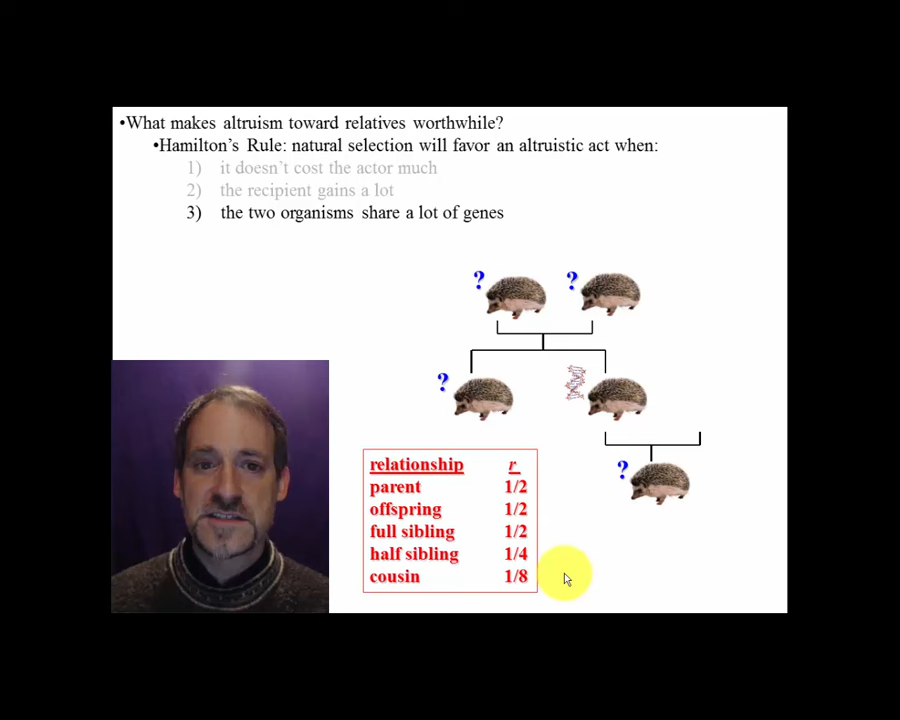 •What makes altruism toward relatives worthwhile?
•Hamilton's Rule: natural selection will favor an altruistic act when:
1) it doesn't cost the actor much
2) the recipient gains a lot
3) the two organisms share a lot of genes
? ?
?
?
relationship r
parent 1/2
offspring 1/2
full sibling 1/2
half sibling 1/4
cousin 1/8